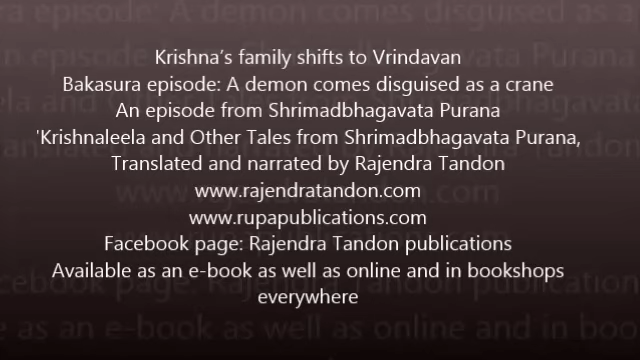 Krishna’s family shifts to Vrindavan
Bakasura episode: A demon comes disguised as a crane
An episode from Shrimadbhagavata Purana
'Krishnaleela and Other Tales from Shrimadbhagavata Purana,
Translated and narrated by Rajendra Tandon
www.rajendratandon.com
www.rupapublications.com
Facebook page: Rajendra Tandon publications
Available as an e-book as well as online and in bookshops
everywhere